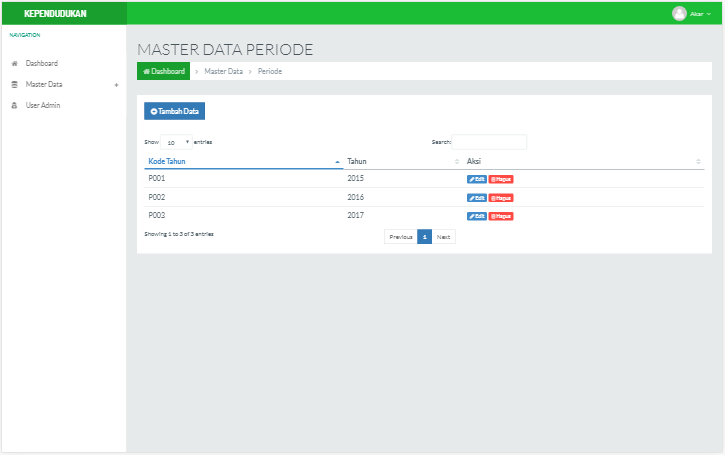 KEPENDUDUKAN
NAVIGATION
Dashboard
Master Data +
User Admin
MASTER DATA PERIODE
Dashboard > Master Data > Periode
Tambah Data
Show 10 entries Search:
Kode Tahun Tahun Aksi
P001 2015 Edit Hapus
P002 2016 Edit Hapus
P003 2017 Edit Hapus
Showing 1 to 3 of 3 entries
Previous 1 Next